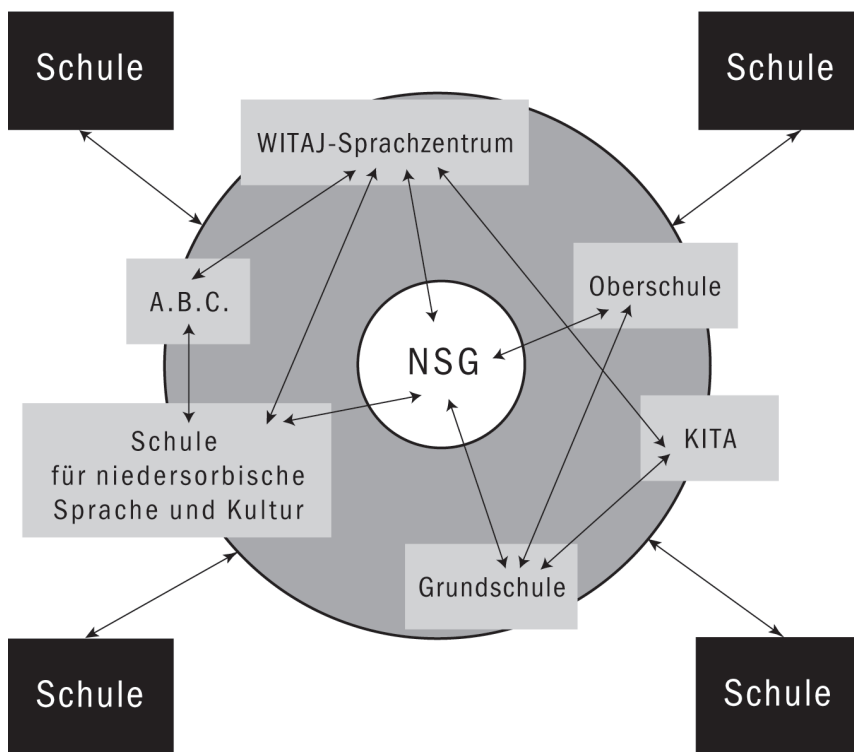 Schule
Schule
WITAJ-Sprachzentrum
Oberschule
A.B.C.
NSG
Schule
für niedersorbische
Sprache und Kultur
KITA
Grundschule
Schule
Schule